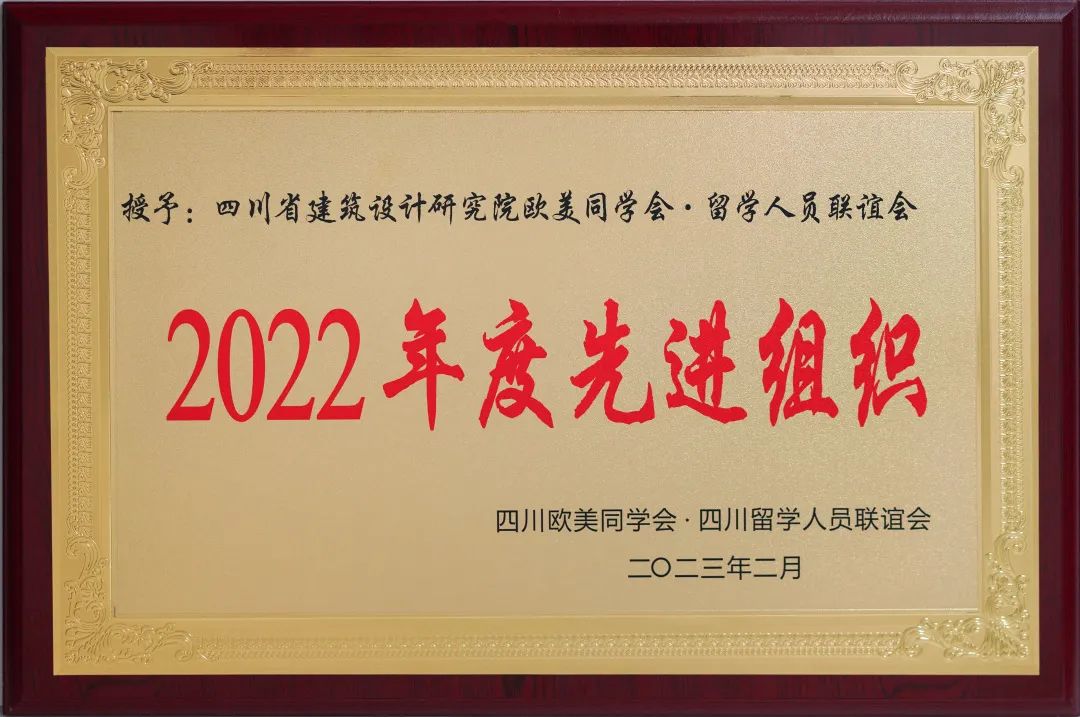 授予：四川省建筑设计研究院欧美同学会·留学人员联谊会
2022年度先进组织
四川欧美同学会·四川留学人员联谊会
二〇二三年二月